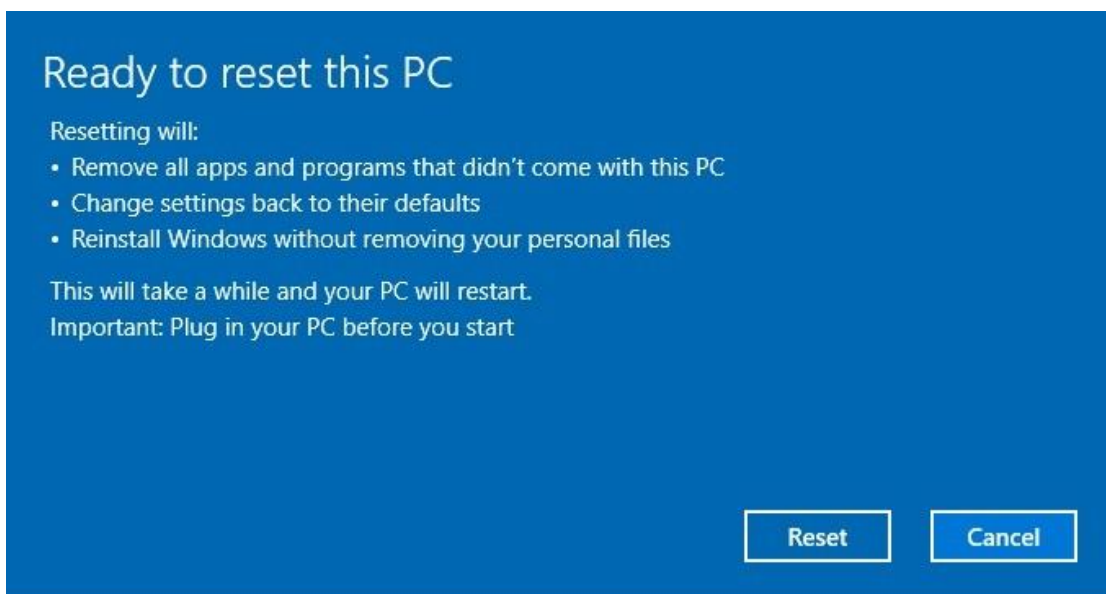 Ready to reset this PC
Resetting will:
• Remove all apps and programs that didn't come with this PC
• Change settings back to their defaults
• Reinstall Windows without removing your personal files
This will take a while and your PC will restart.
Important: Plug in your PC before you start
Reset
Cancel